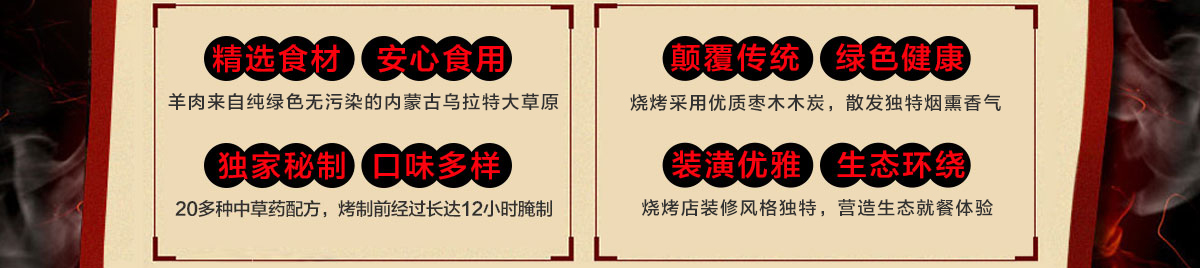 精选食材 安心食用
羊肉来自纯绿色无污染的内蒙古乌拉特大草原
独家秘制 口味多样
20多种中草药配方，烤制前经过长达12小时腌制
颠覆传统 绿色健康
烧烤采用优质枣木木炭，散发独特烟熏香气
装潢优雅 生态环绕
烧烤店装修风格独特，营造生态就餐体验